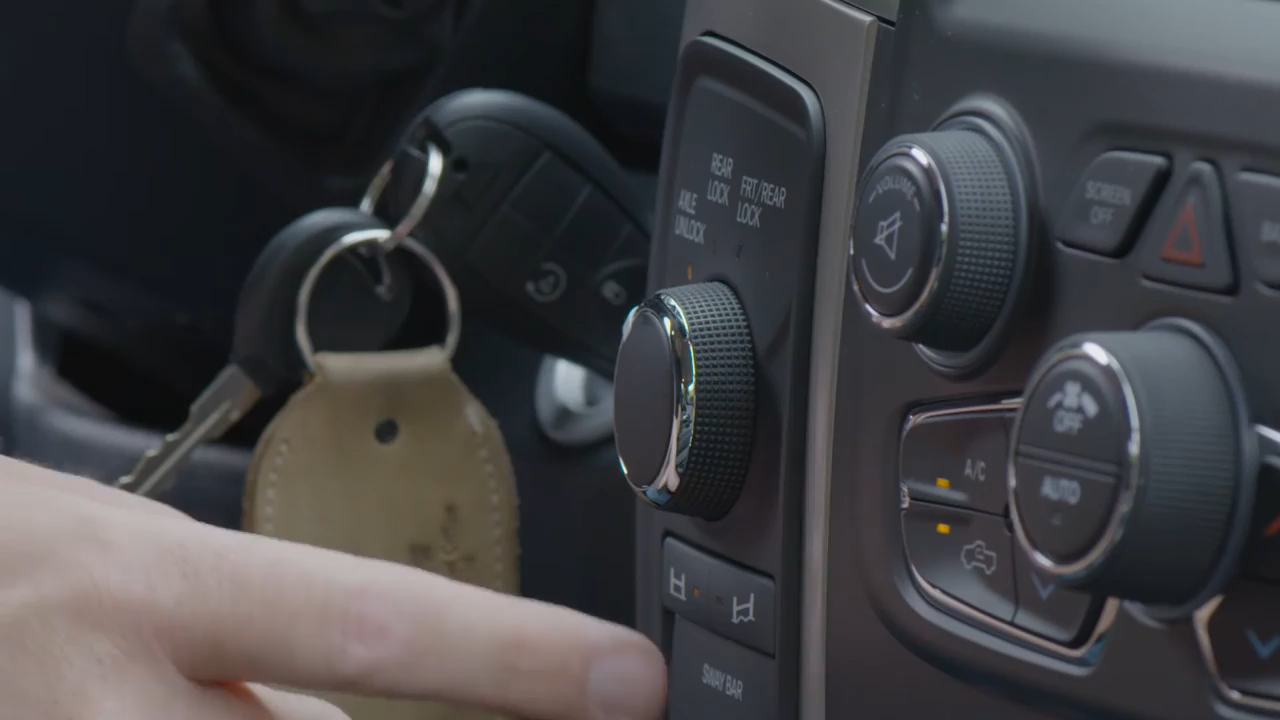 REAR
LOCK
FRT/REAR
LOCK
AXLE
UNLOCK
VOLUME
SCREEN
OFF
OFF
A/C
AUTO
SWAY BAR